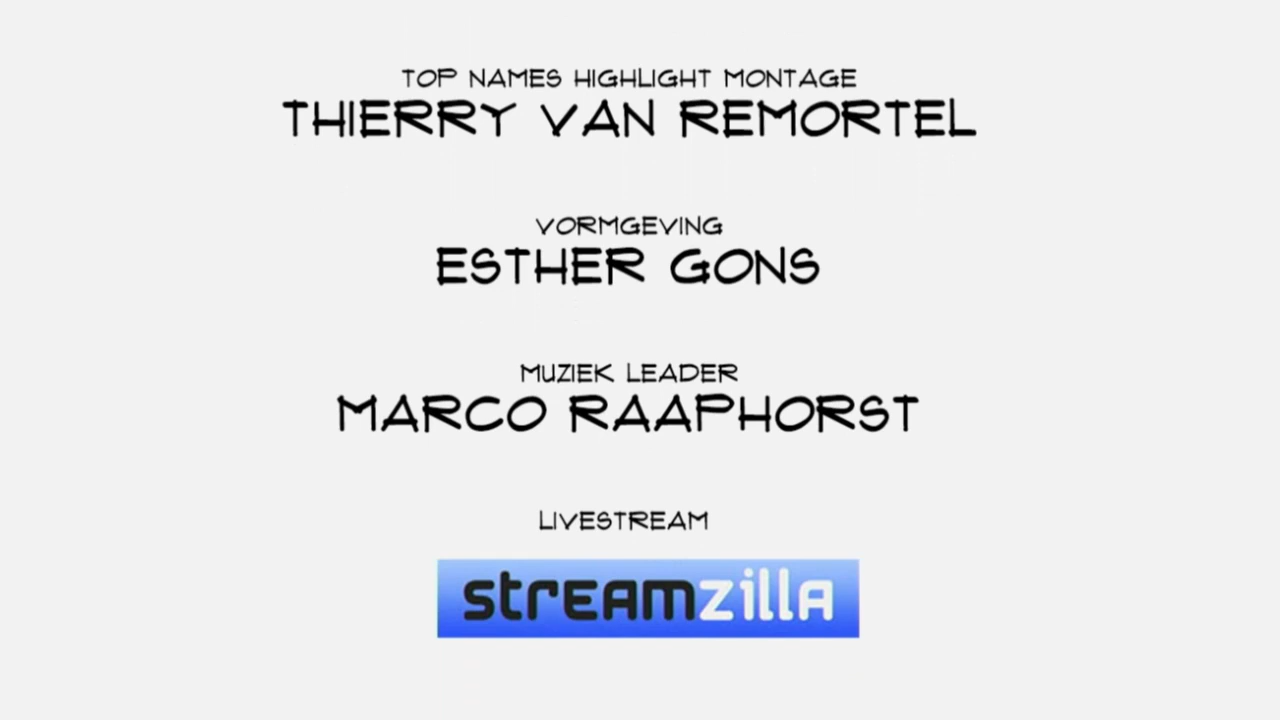 TOP NAMES HIGHLIGHT MONTAGE
THIERRY VAN REMORTEL
VORMGEVING
ESTHER GONS
MUZIEK LEADER
MARCO RAAPHORST
LIVESTREAM
streamzilla